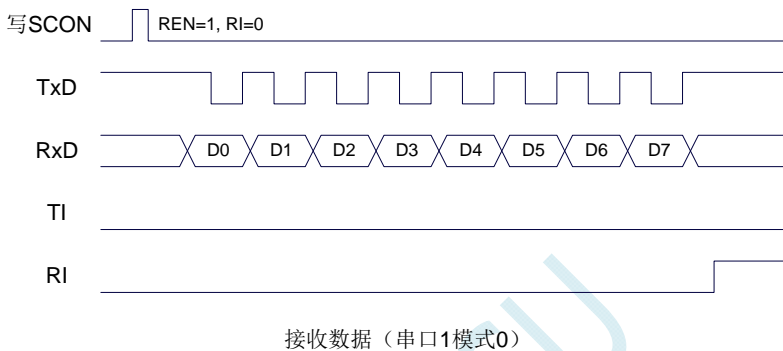 写SCON REN=1, RI=0
TxD
RxD D0 D1 D2 D3 D4 D5 D6 D7
TI
RI
接收数据（串口1模式0）